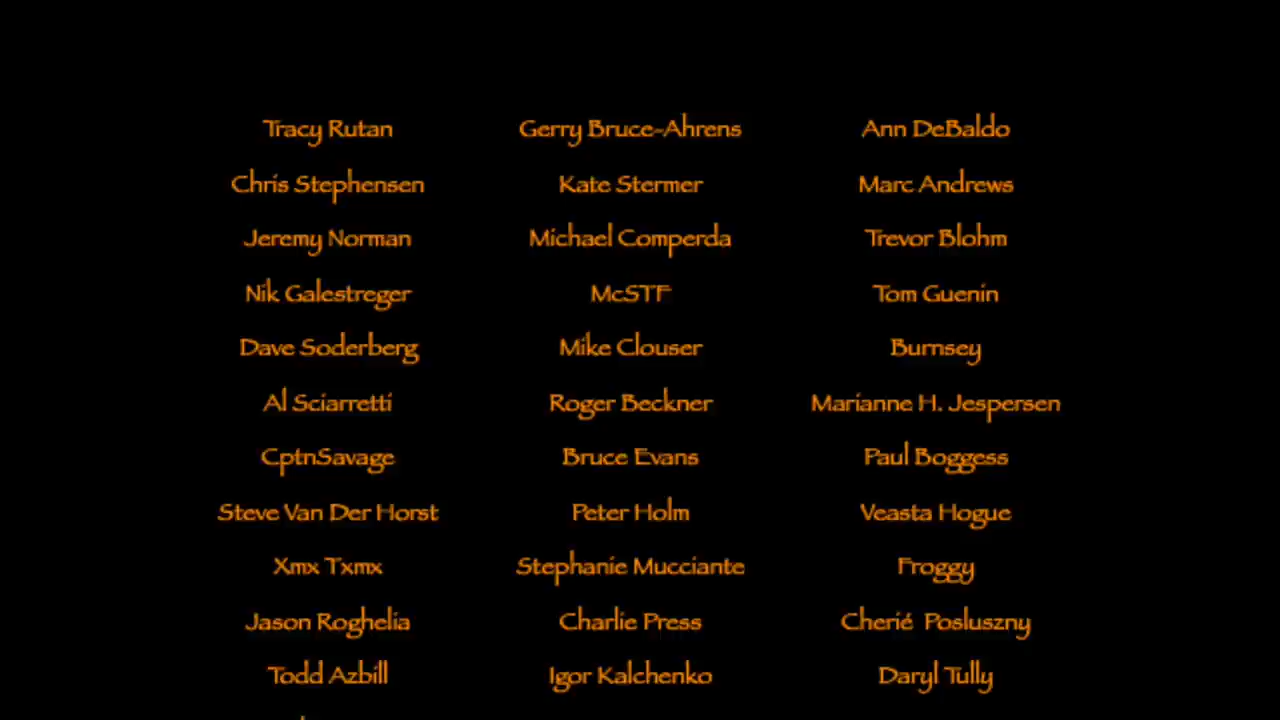 Tracy Rutan Gerry Bruce-Ahrens Ann DeBaldo
Chris Stephensen Kate Stermer Marc Andrews
Jeremy Norman Michael Comperda Trevor Blohm
Nik Galestreger McSTF Tom Guenin
Dave Soderberg Mike Clouser Burnsey
Al Sciarretti Roger Beckner Marianne H. Jespersen
CptnSavage Bruce Evans Paul Boggess
Steve Van Der Horst Peter Holm Veasta Hogue
Xmx Txmx Stephanie Mucciante Froggy
Jason Roghelia Charlie Press Cherié Posluszny
Todd Azbill Igor Kalchenko Daryl Tully